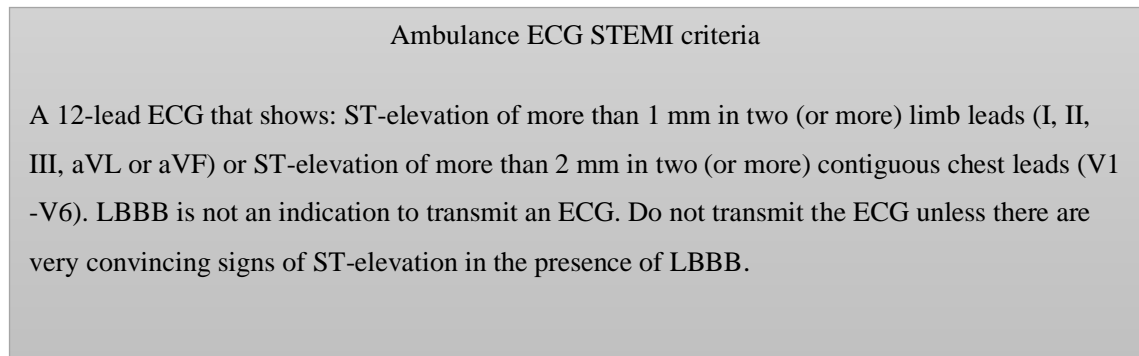 Ambulance ECG STEMI criteria
A 12-lead ECG that shows: ST-elevation of more than 1 mm in two (or more) limb leads (I, II,
III, aVL or aVF) or ST-elevation of more than 2 mm in two (or more) contiguous chest leads (V1
-V6). LBBB is not an indication to transmit an ECG. Do not transmit the ECG unless there are
very convincing signs of ST-elevation in the presence of LBBB.